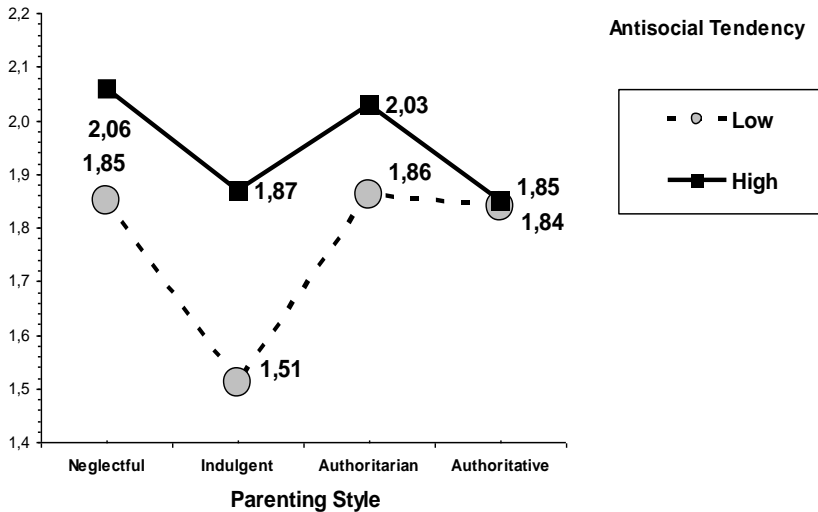 2,2
2,1
2,0
1,9
1,8
1,7
1,6
1,5
1,4
2,06
1,85
1,87
1,51
2,03
1,86
1,85
1,84
Neglectful
Indulgent
Authoritarian
Authoritative
Parenting Style
Antisocial Tendency
Low
High